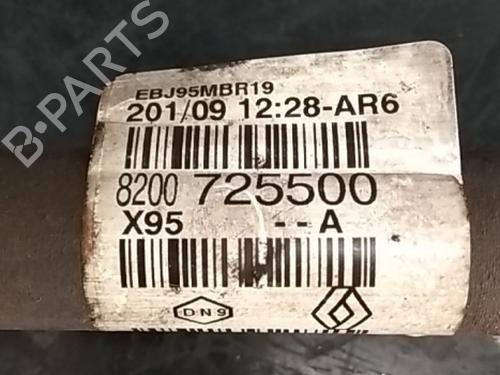 EBJ95MBR19
201/09 12:28-AR6
8200 725500
X95 --A
DN9
B-PARTS